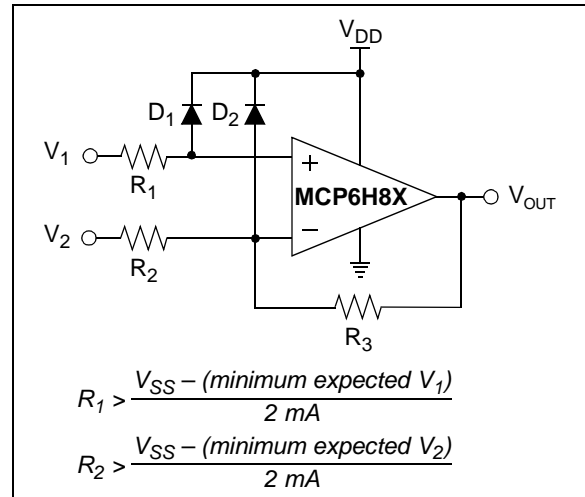 V_DD
D_1 D_2
V_1
R_1
+
MCP6H8X
V_OUT
V_2
R_2
–
R_3
R_1 > V_SS – (minimum expected V_1) / 2 mA
R_2 > V_SS – (minimum expected V_2) / 2 mA